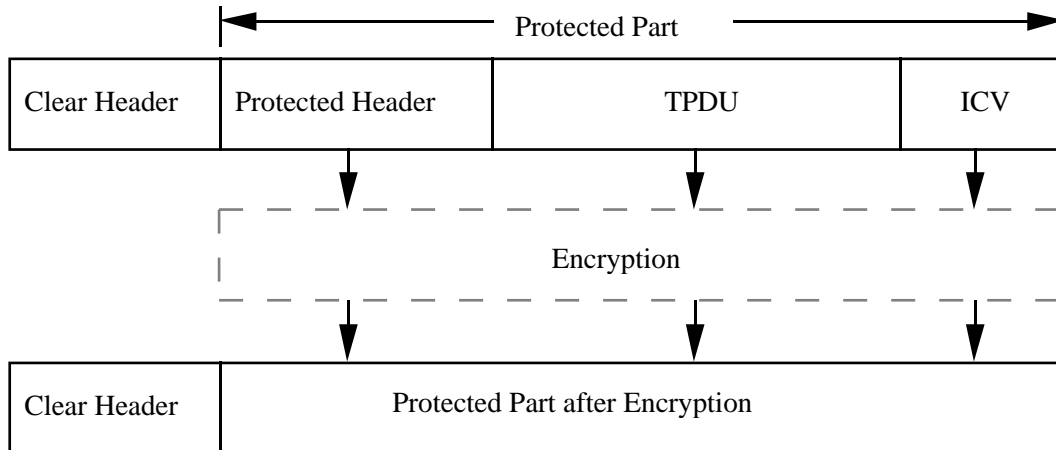 Protected Part
Clear Header
Protected Header
TPDU
ICV
Encryption
Clear Header
Protected Part after Encryption